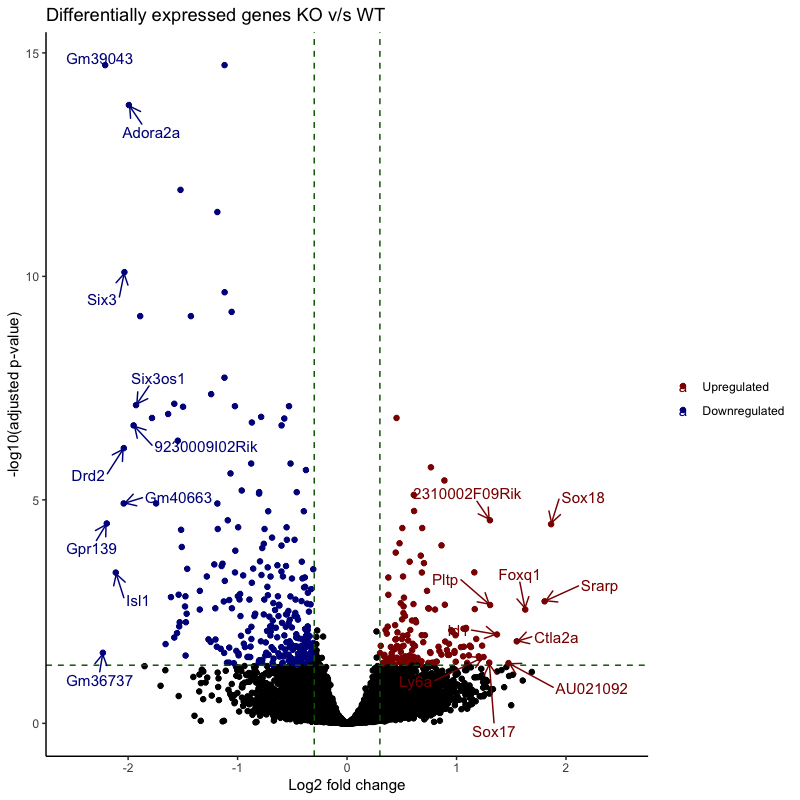 Differentially expressed genes KO v/s WT
15
Gm39043
Adora2a
10
Six3
Six3os1
9230009I02Rik
Drd2
5
Gm40663
2310002F09Rik
Sox18
Gpr139
Isl1
Pltp
Foxq1
Srarp
Ctla2a
Gm36737
Ly6a
AU021092
Sox17
0
-2
-1
0
1
2
Log2 fold change
-log10(adjusted p-value)
a Upregulated
a Downregulated